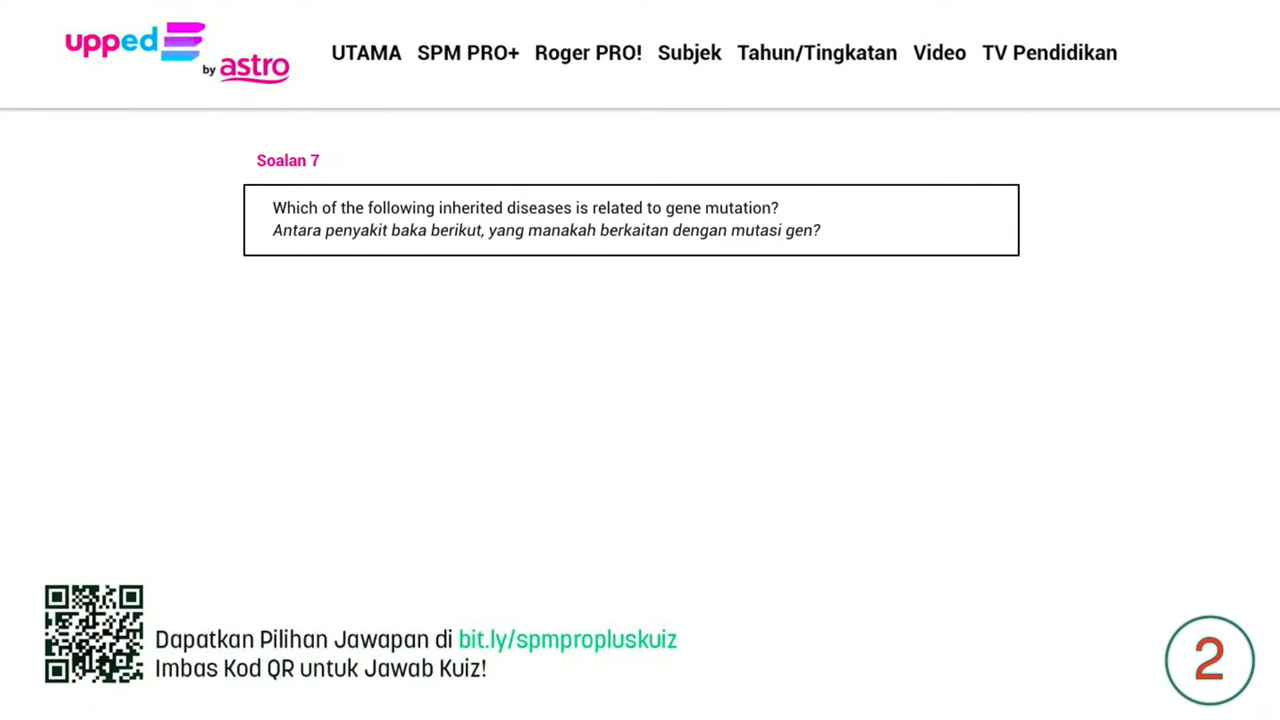 upped
by astro
UTAMA SPM PRO+ Roger PRO! Subjek Tahun/Tingkatan Video TV Pendidikan
Soalan 7
Which of the following inherited diseases is related to gene mutation?
Antara penyakit baka berikut, yang manakah berkaitan dengan mutasi gen?
Dapatkan Pilihan Jawapan di bit.ly/spmpropluskuiz
Imbas Kod QR untuk Jawab Kuiz!
2